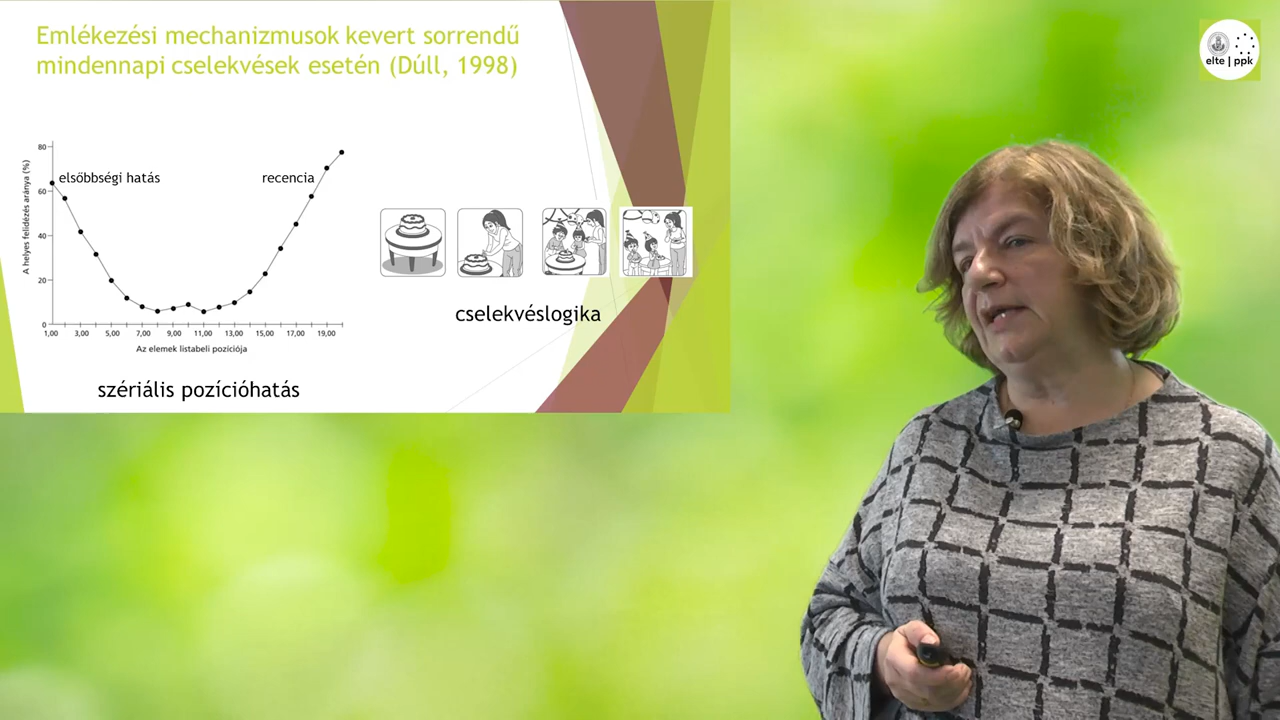 Emlékezési mechanizmusok kevert sorrendű
mindennapi cselekvések esetén (Dúll, 1998)
elte | ppk
A helyes felidézés aránya (%)
80
60
40
20
0
elsőbbségi hatás
recencia
1,00 3,00 5,00 7,00 9,00 11,00 13,00 15,00 17,00 19,00
Az elemek listabeli pozíciója
cselekvéslogika
szériális pozícióhatás